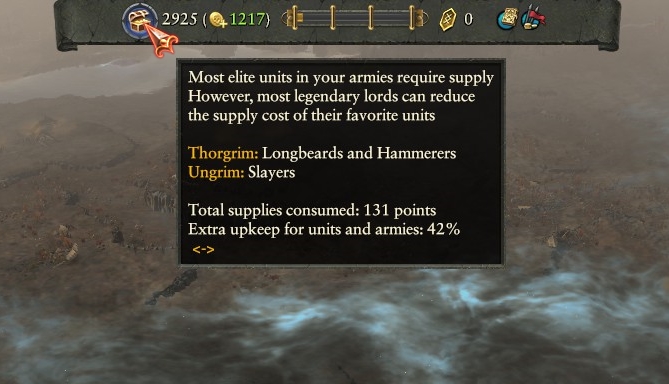 2925 (1217) 0
Most elite units in your armies require supply
However, most legendary lords can reduce
the supply cost of their favorite units
Thorgrim: Longbeards and Hammerers
Ungrim: Slayers
Total supplies consumed: 131 points
Extra upkeep for units and armies: 42%
<->